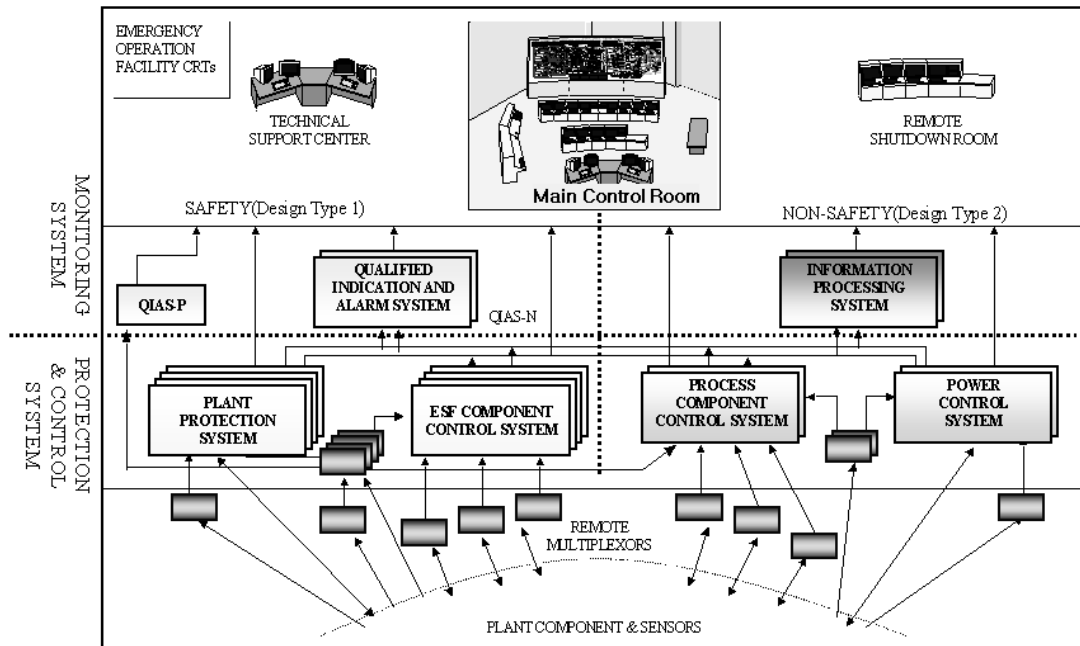 EMERGENCY
OPERATION
FACILITY CRTs
TECHNICAL
SUPPORT CENTER
Main Control Room
REMOTE
SHUTDOWN ROOM
MONITORING
SYSTEM
SAFETY(Design Type 1)
NON-SAFETY(Design Type 2)
QIAS-P
QUALIFIED
INDICATION AND
ALARM SYSTEM
QIAS-N
INFORMATION
PROCESSING
SYSTEM
PROTECTION
& CONTROL
SYSTEM
PLANT
PROTECTION
SYSTEM
ESF COMPONENT
CONTROL SYSTEM
PROCESS
COMPONENT
CONTROL SYSTEM
POWER
CONTROL
SYSTEM
REMOTE
MULTIPLEXORS
PLANT COMPONENT & SENSORS